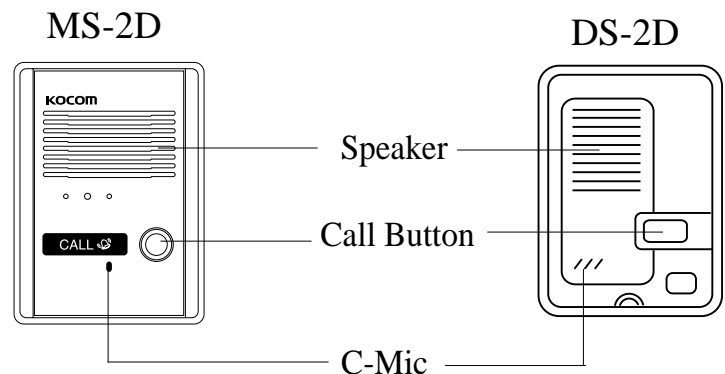 MS-2D
DS-2D
KOCOM
Speaker
Call Button
CALL
C-Mic